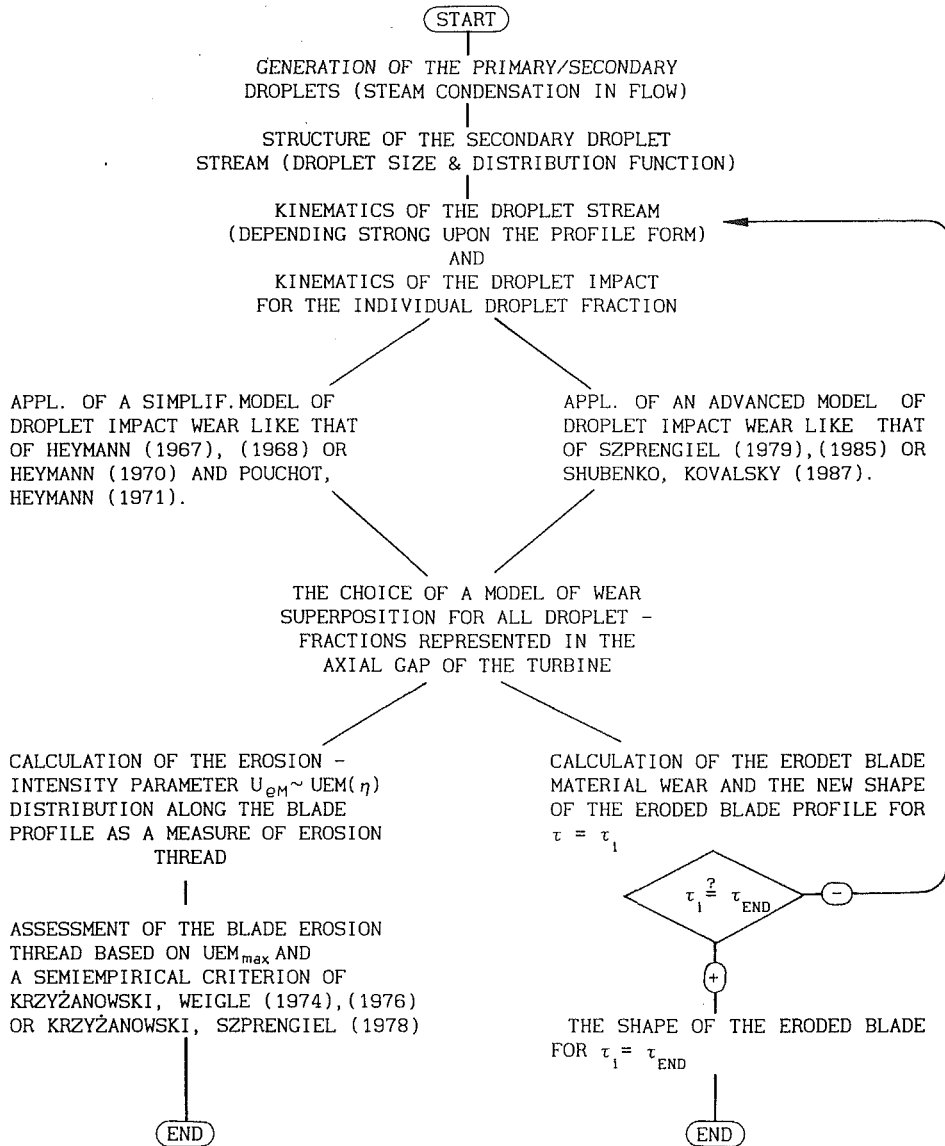 START
GENERATION OF THE PRIMARY/SECONDARY
DROPLETS (STEAM CONDENSATION IN FLOW)
STRUCTURE OF THE SECONDARY DROPLET
STREAM (DROPLET SIZE & DISTRIBUTION FUNCTION)
KINEMATICS OF THE DROPLET STREAM
(DEPENDING STRONG UPON THE PROFILE FORM)
AND
KINEMATICS OF THE DROPLET IMPACT
FOR THE INDIVIDUAL DROPLET FRACTION
APPL. OF A SIMPLIF.MODEL OF
DROPLET IMPACT WEAR LIKE THAT
OF HEYMANN (1967), (1968) OR
HEYMANN (1970) AND POUCHOT,
HEYMANN (1971).
APPL. OF AN ADVANCED MODEL OF
DROPLET IMPACT WEAR LIKE THAT
OF SZPRENGIEL (1979),(1985) OR
SHUBENKO, KOVALSKY (1987).
THE CHOICE OF A MODEL OF WEAR
SUPERPOSITION FOR ALL DROPLET -
FRACTIONS REPRESENTED IN THE
AXIAL GAP OF THE TURBINE
CALCULATION OF THE EROSION -
INTENSITY PARAMETER U_eM ~ UEM(η)
DISTRIBUTION ALONG THE BLADE
PROFILE AS A MEASURE OF EROSION
THREAD
ASSESSMENT OF THE BLADE EROSION
THREAD BASED ON UEM_max AND
A SEMIEMPIRICAL CRITERION OF
KRZYŻANOWSKI, WEIGLE (1974),(1976)
OR KRZYŻANOWSKI, SZPRENGIEL (1978)
END
CALCULATION OF THE ERODET BLADE
MATERIAL WEAR AND THE NEW SHAPE
OF THE ERODED BLADE PROFILE FOR
τ = τ_i
τ_i ?= τ_END
−
+
THE SHAPE OF THE ERODED BLADE
FOR τ_i = τ_END
END